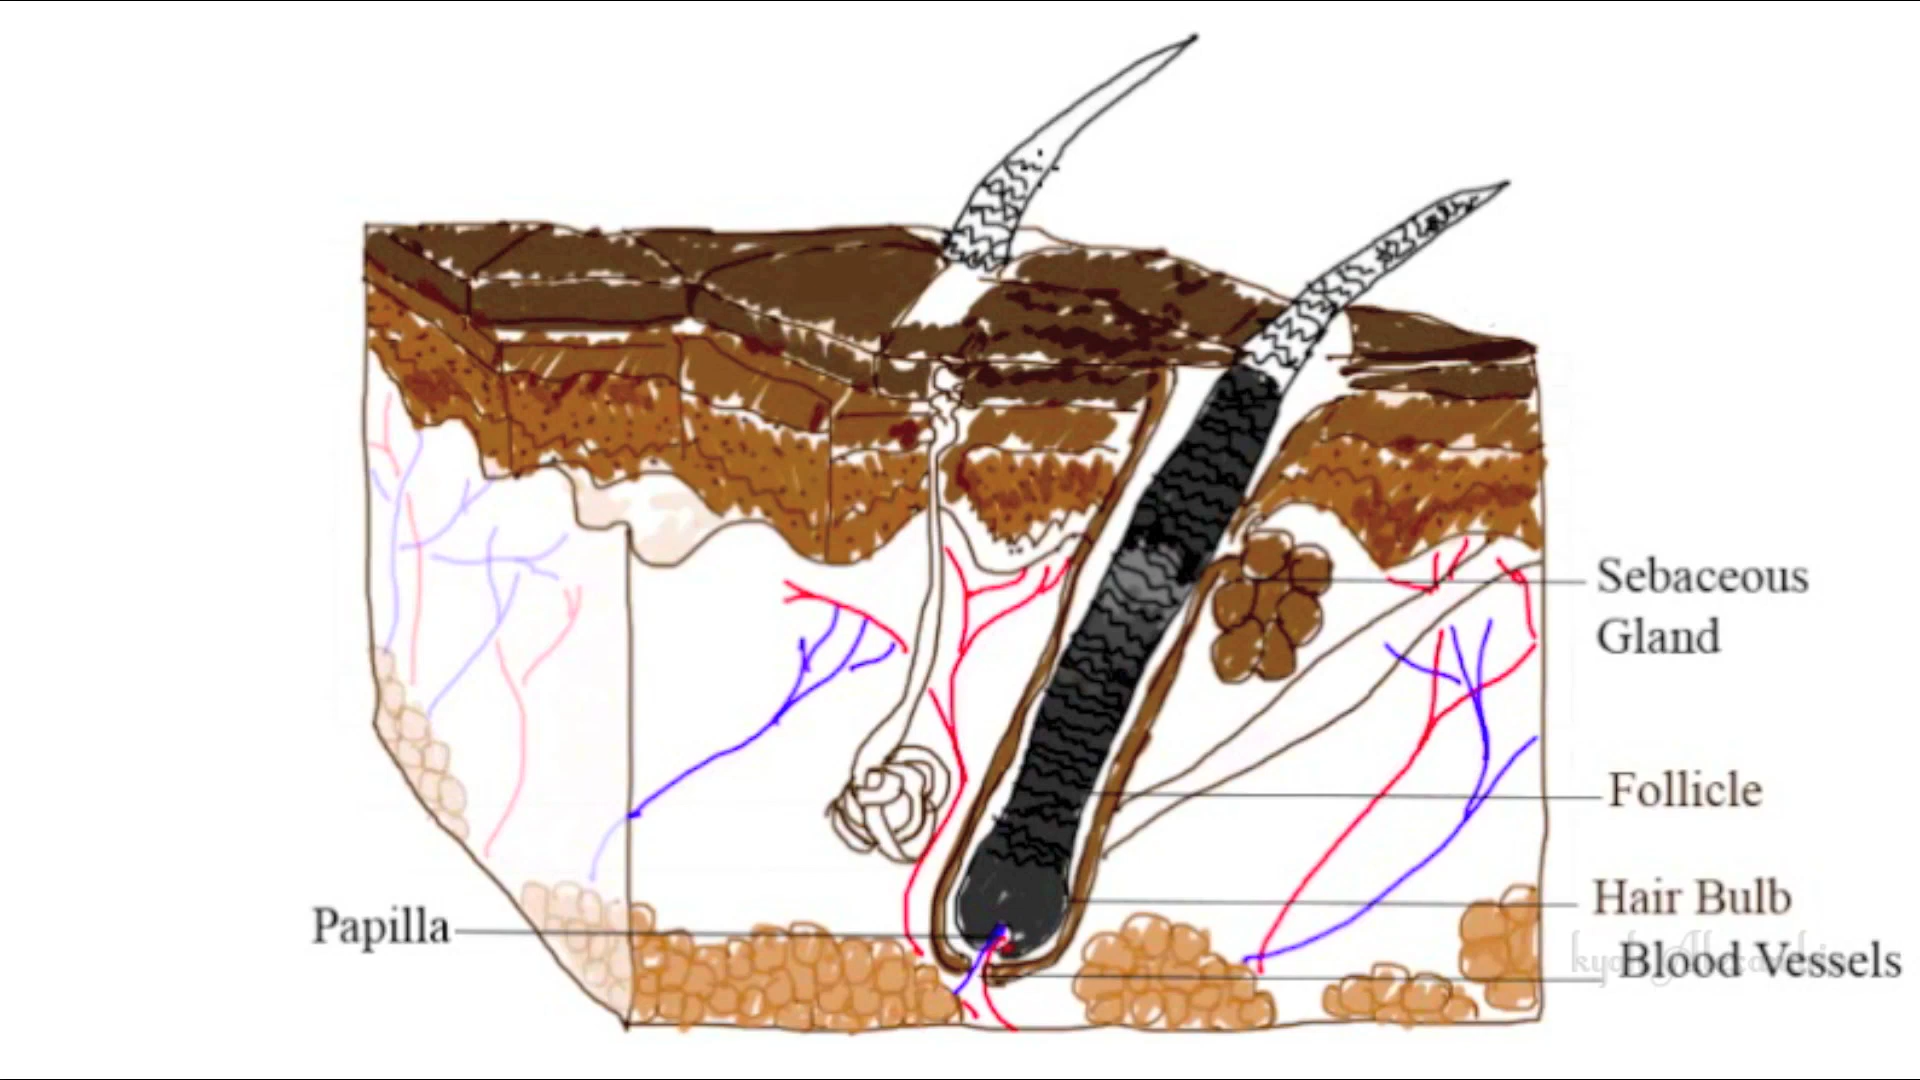 Sebaceous
Gland
Follicle
Papilla
Hair Bulb
Blood Vessels